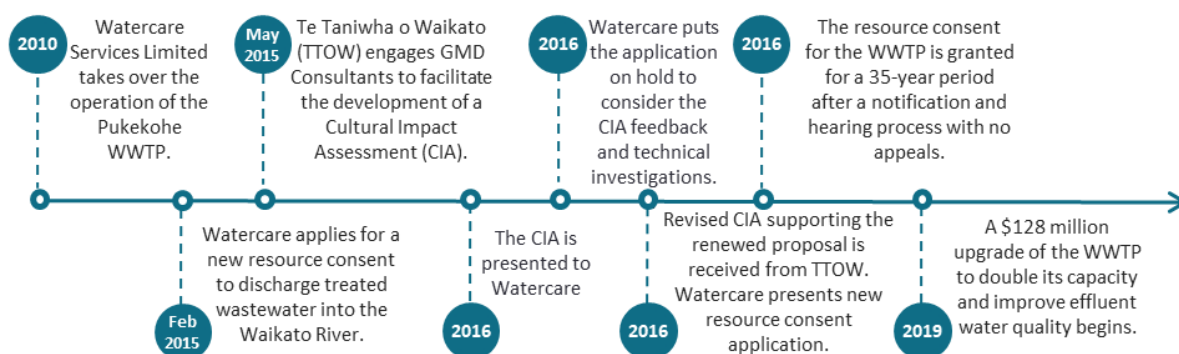 2010
Watercare
Services Limited
takes over the
operation of the
Pukekohe
WWTP.
Feb
2015
Watercare applies for a
new resource consent
to discharge treated
wastewater into the
Waikato River.
May
2015
Te Taniwha o Waikato
(TTOW) engages GMD
Consultants to facilitate
the development of a
Cultural Impact
Assessment (CIA).
2016
The CIA is
presented to
Watercare
2016
Watercare puts
the application
on hold to
consider the
CIA feedback
and technical
investigations.
2016
Revised CIA supporting the
renewed proposal is
received from TTOW.
Watercare presents new
resource consent
application.
2016
The resource consent
for the WWTP is granted
for a 35-year period
after a notification and
hearing process with no
appeals.
2019
A $128 million
upgrade of the WWTP
to double its capacity
and improve effluent
water quality begins.